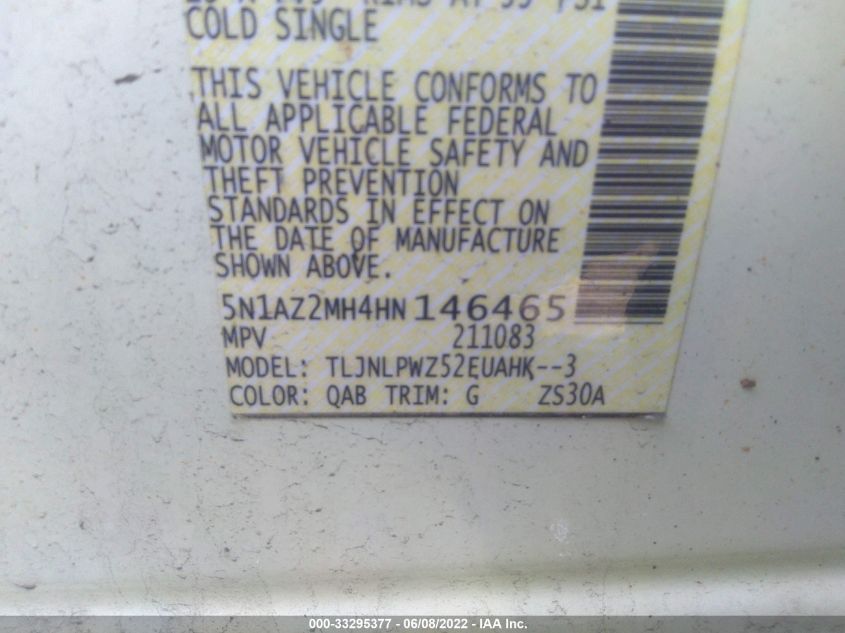 COLD SINGLE
THIS VEHICLE CONFORMS TO
ALL APPLICABLE FEDERAL
MOTOR VEHICLE SAFETY AND
THEFT PREVENTION
STANDARDS IN EFFECT ON
THE DATE OF MANUFACTURE
SHOWN ABOVE.
5N1AZ2MH4HN 146465
MPV 211083
MODEL: TLJNLPWZ52EUAHK--3
COLOR: QAB TRIM: G ZS30A
000-33295377 - 06/08/2022 - IAA Inc.